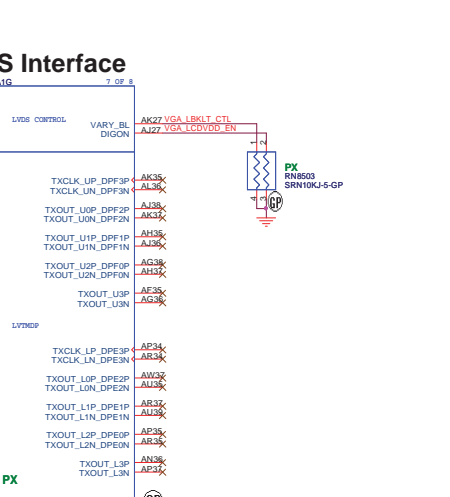 S Interface
1G 7 OF 8
LVDS CONTROL
VARY_BL AK27 VGA_LBKLT_CTL
DIGON AJ27 VGA_LCDVDD_EN
1 2
PX
RN8503
SRN10KJ-5-GP
4 3
GP
TXCLK_UP_DPF3P AK35
TXCLK_UN_DPF3N AL36
TXOUT_U0P_DPF2P AJ38
TXOUT_U0N_DPF2N AK37
TXOUT_U1P_DPF1P AH35
TXOUT_U1N_DPF1N AJ36
TXOUT_U2P_DPF0P AG38
TXOUT_U2N_DPF0N AH37
TXOUT_U3P AF35
TXOUT_U3N AG36
LVTMDP
TXCLK_LP_DPE3P AP34
TXCLK_LN_DPE3N AR34
TXOUT_L0P_DPE2P AW37
TXOUT_L0N_DPE2N AU35
TXOUT_L1P_DPE1P AR37
TXOUT_L1N_DPE1N AU39
TXOUT_L2P_DPE0P AP35
TXOUT_L2N_DPE0N AR35
TXOUT_L3P AN36
TXOUT_L3N AP37
PX